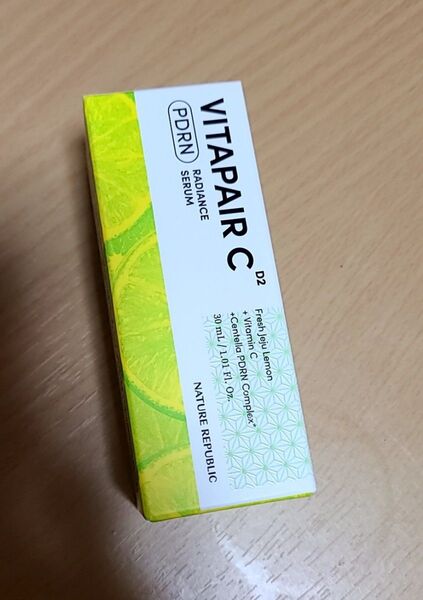 VITAPAIR C D2
PDRN
RADIANCE
SERUM
Fresh Jeju Lemon
+ Vitamin C
+Centella PDRN Complex*
30 mL / 1.01 Fl. Oz.
NATURE REPUBLIC